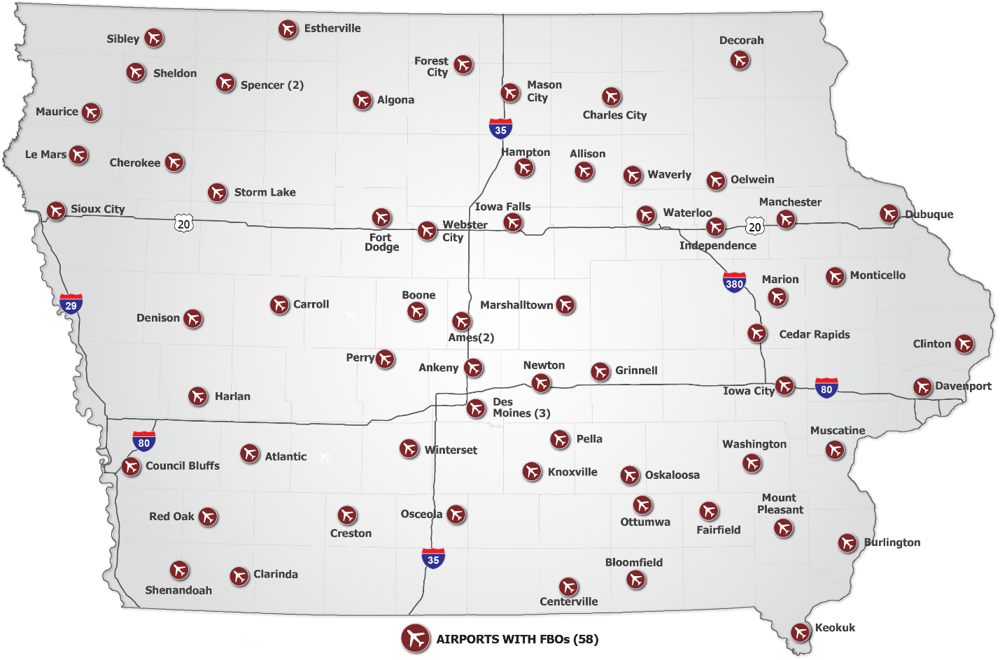 Estherville
Sibley
Decorah
Forest
City
Sheldon
Spencer (2)
Mason
City
Algona
Charles City
Maurice
35
Le Mars
Cherokee
Hampton
Allison
Waverly
Oelwein
Storm Lake
Manchester
Sioux City
Iowa Falls
Waterloo
Dubuque
20
Webster
City
20
Fort
Dodge
Independence
Marion
Monticello
380
29
Boone
Carroll
Marshalltown
Denison
Ames(2)
Cedar Rapids
Clinton
Perry
Ankeny
Newton
Grinnell
Iowa City
80
Davenport
Harlan
Des
Moines (3)
Muscatine
80
Pella
Washington
Winterset
Atlantic
Council Bluffs
Knoxville
Oskaloosa
Mount
Pleasant
Red Oak
Osceola
Ottumwa
Creston
Fairfield
Burlington
35
Bloomfield
Clarinda
Shenandoah
Centerville
Keokuk
AIRPORTS WITH FBOs (58)